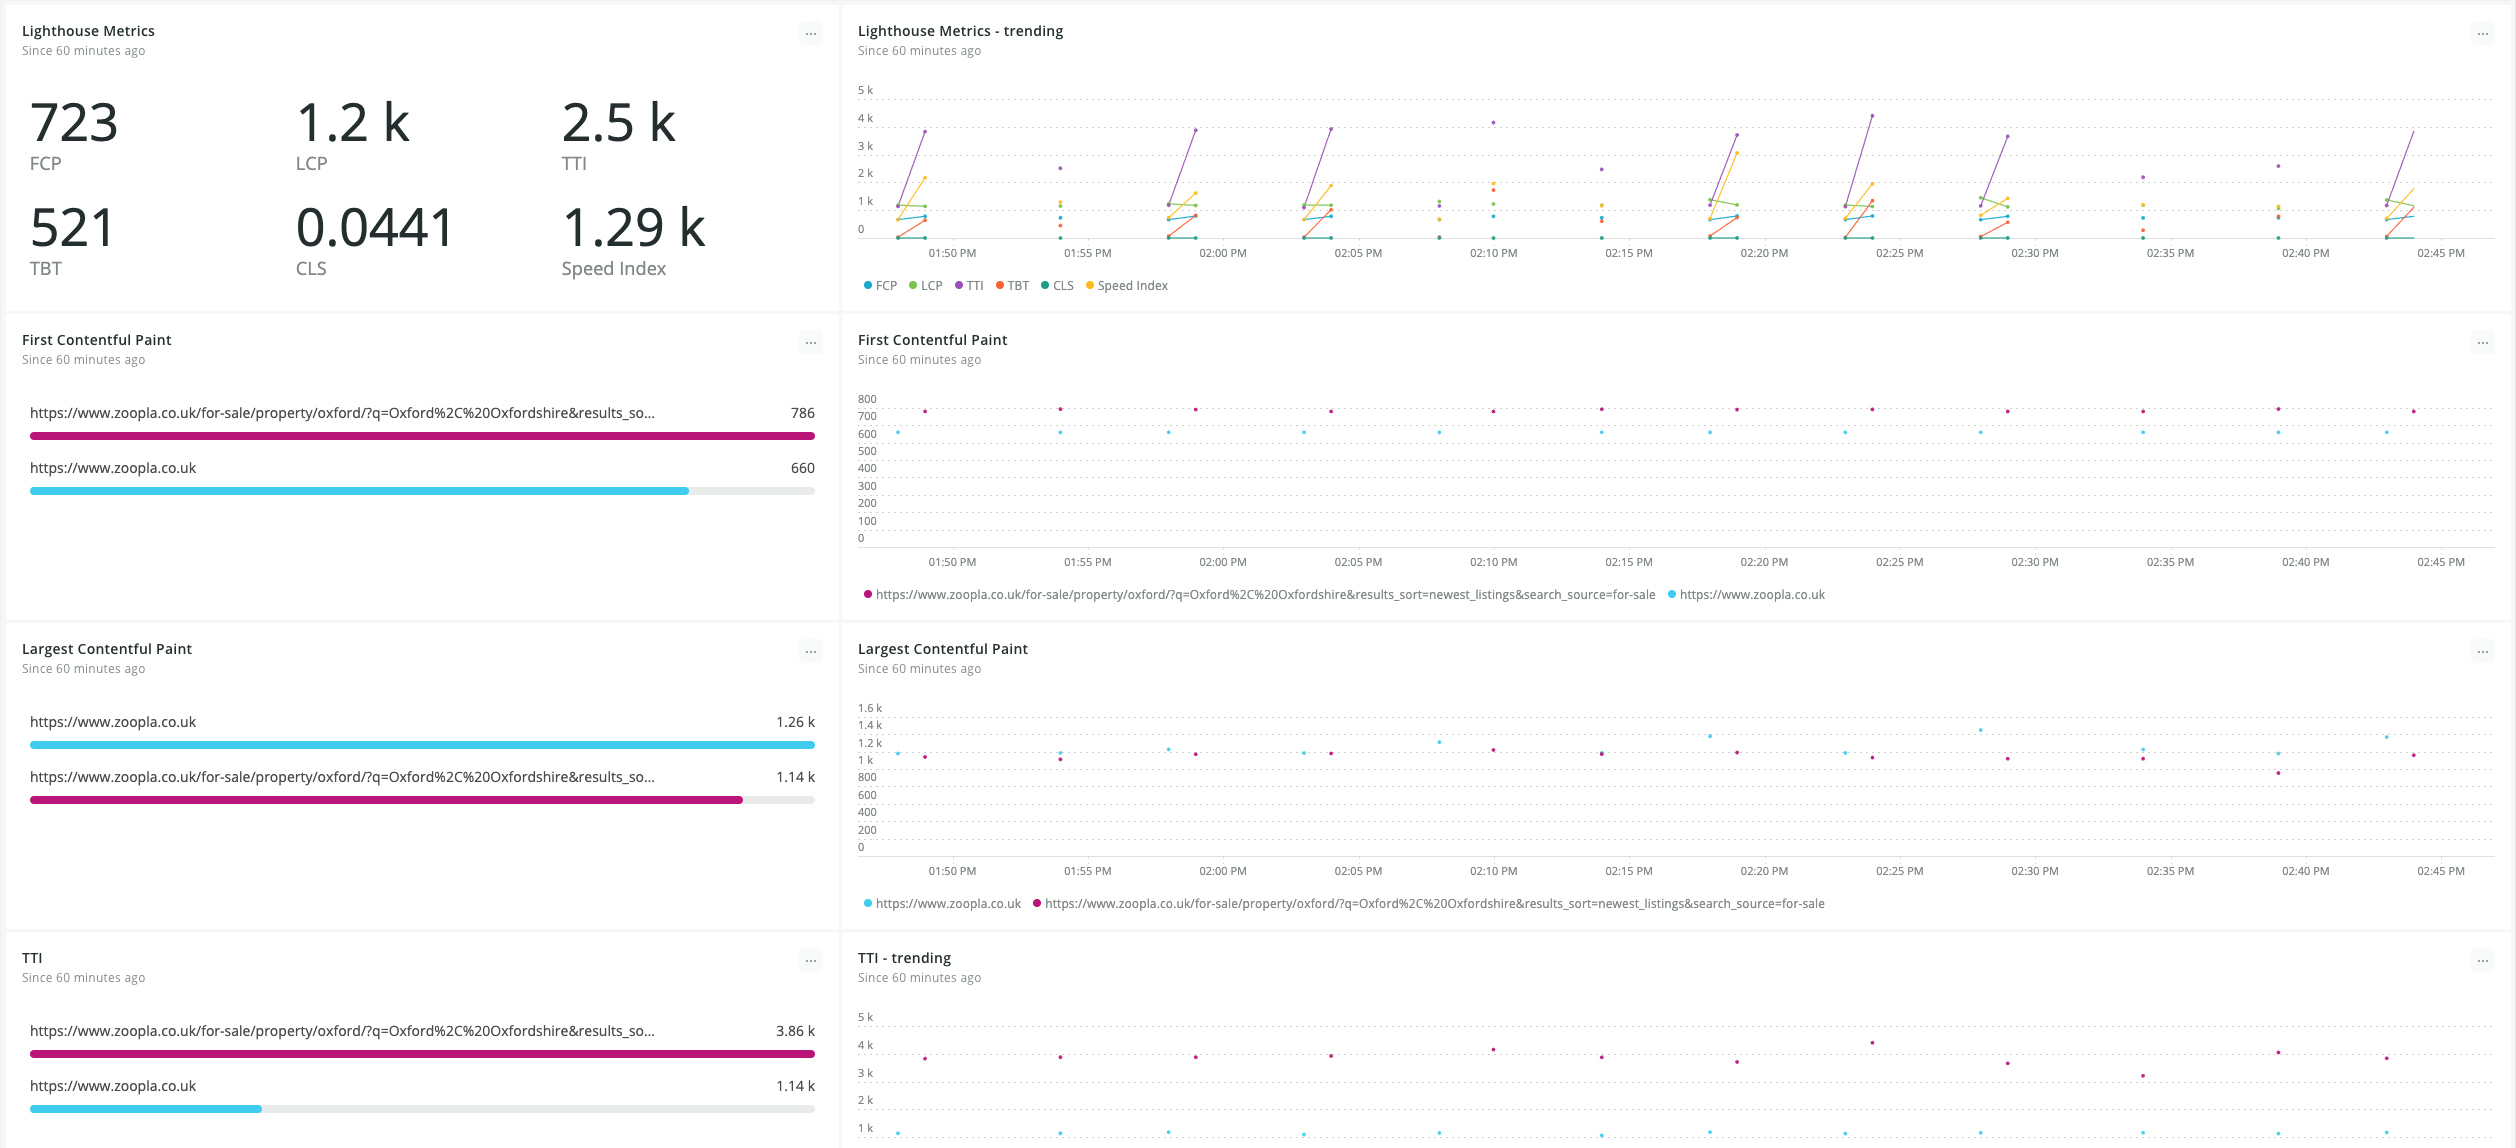 Lighthouse Metrics
Since 60 minutes ago
...
723
1.2 k
2.5 k
FCP
LCP
TTI
521
0.0441
1.29 k
TBT
CLS
Speed Index
Lighthouse Metrics - trending
Since 60 minutes ago
...
5 k
4 k
3 k
2 k
1 k
0
01:50 PM 01:55 PM 02:00 PM 02:05 PM 02:10 PM 02:15 PM 02:20 PM 02:25 PM 02:30 PM 02:35 PM 02:40 PM 02:45 PM
FCP LCP TTI TBT CLS Speed Index
First Contentful Paint
Since 60 minutes ago
...
https://www.zoopla.co.uk/for-sale/property/oxford/?q=Oxford%2C%20Oxfordshire&results_so... 786
https://www.zoopla.co.uk 660
First Contentful Paint
Since 60 minutes ago
...
800
700
600
500
400
300
200
100
0
01:50 PM 01:55 PM 02:00 PM 02:05 PM 02:10 PM 02:15 PM 02:20 PM 02:25 PM 02:30 PM 02:35 PM 02:40 PM 02:45 PM
https://www.zoopla.co.uk/for-sale/property/oxford/?q=Oxford%2C%20Oxfordshire&results_sort=newest_listings&search_source=for-sale https://www.zoopla.co.uk
Largest Contentful Paint
Since 60 minutes ago
...
https://www.zoopla.co.uk 1.26 k
https://www.zoopla.co.uk/for-sale/property/oxford/?q=Oxford%2C%20Oxfordshire&results_so... 1.14 k
Largest Contentful Paint
Since 60 minutes ago
...
1.6 k
1.4 k
1.2 k
1 k
800
600
400
200
0
01:50 PM 01:55 PM 02:00 PM 02:05 PM 02:10 PM 02:15 PM 02:20 PM 02:25 PM 02:30 PM 02:35 PM 02:40 PM 02:45 PM
https://www.zoopla.co.uk https://www.zoopla.co.uk/for-sale/property/oxford/?q=Oxford%2C%20Oxfordshire&results_sort=newest_listings&search_source=for-sale
TTI
Since 60 minutes ago
...
https://www.zoopla.co.uk/for-sale/property/oxford/?q=Oxford%2C%20Oxfordshire&results_so... 3.86 k
https://www.zoopla.co.uk 1.14 k
TTI - trending
Since 60 minutes ago
...
5 k
4 k
3 k
2 k
1 k